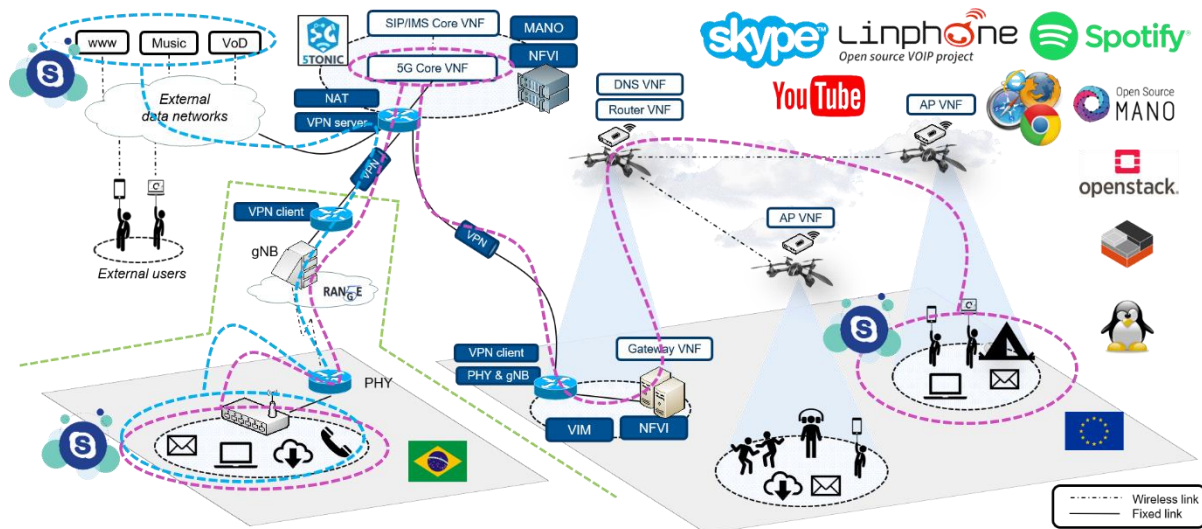 www
Music
VoD
External
data networks
External users
5TONIC
SIP/IMS Core VNF
5G Core VNF
MANO
NFVI
NAT
VPN server
VPN
VPN client
gNB
RANGE
PHY
VPN
VPN client
PHY & gNB
VIM
NFVI
Gateway VNF
DNS VNF
Router VNF
AP VNF
AP VNF
skype
Linphone
Open source VOIP project
Spotify
YouTube
Open Source
MANO
openstack.
S
S
S
Wireless link
Fixed link